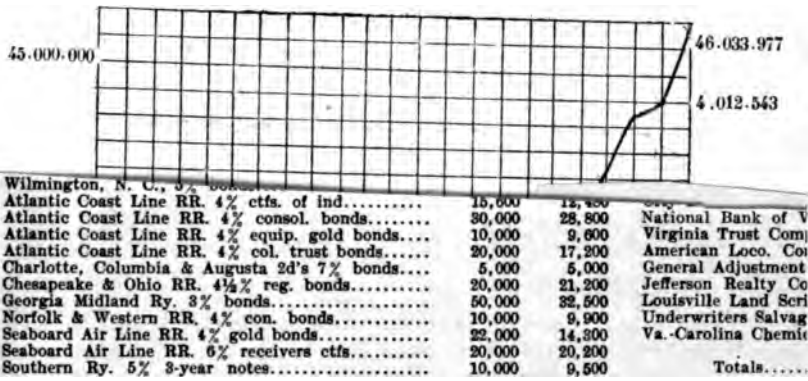 45.000.000
46.033.977
4.012.543
Wilmington, N. C., 5%
Atlantic Coast Line RR. 4% ctfs. of ind.......... 15,600
Atlantic Coast Line RR. 4% consol. bonds.... 30,000 28,800 National Bank of
Atlantic Coast Line RR. 4% equip. gold bonds.... 10,000 9,600 Virginia Trust Com
Atlantic Coast Line RR. 4% col. trust bonds..... 20,000 17,200 American Loco. Co
Charlotte, Columbia & Augusta 2d's 7% bonds.... 5,000 5,000 General Adjustment
Chesapeake & Ohio RR. 4½% reg. bonds........ 20,000 21,200 Jefferson Realty Co
Georgia Midland Ry. 3% bonds................. 50,000 32,500 Louisville Land Scri
Norfolk & Western RR. 4% con. bonds.......... 10,000 9,900 Underwriters Salvag
Seaboard Air Line RR. 4% gold bonds.......... 22,000 14,300 Va.-Carolina Chemic
Seaboard Air Line RR. 6% receivers ctfs......... 20,000 20,200
Southern Ry. 5% 3-year notes.................. 10,000 9,500 Totals.....